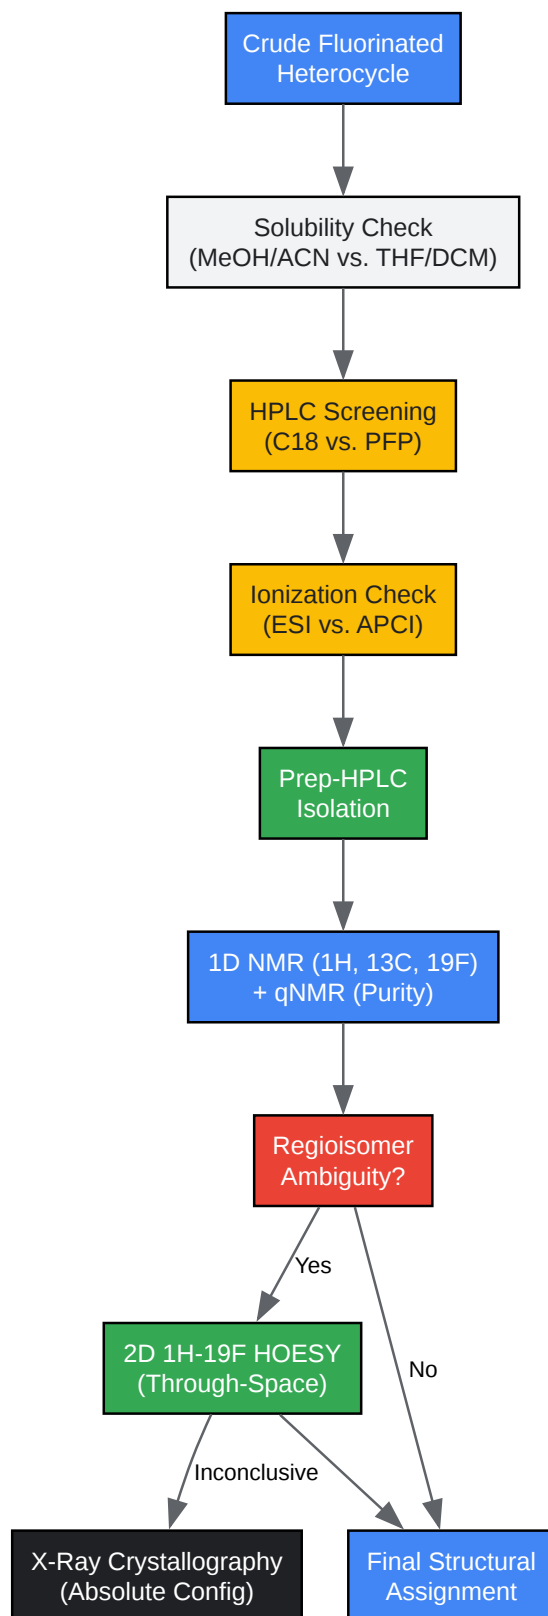 Crude Fluorinated
Heterocycle
Solubility Check
(MeOH/ACN vs. THF/DCM)
HPLC Screening
(C18 vs. PFP)
Ionization Check
(ESI vs. APCI)
Prep-HPLC
Isolation
1D NMR (1H, 13C, 19F)
+ qNMR (Purity)
Regioisomer
Ambiguity?
Yes
2D 1H-19F HOESY
(Through-Space)
No
Inconclusive
X-Ray Crystallography
(Absolute Config)
Final Structural
Assignment